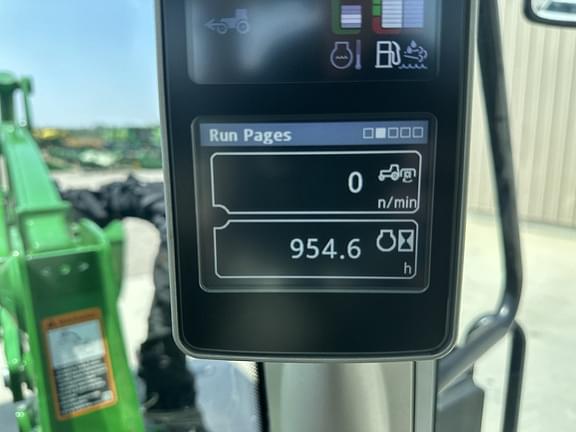 Run Pages
0
n/min
954.6
h